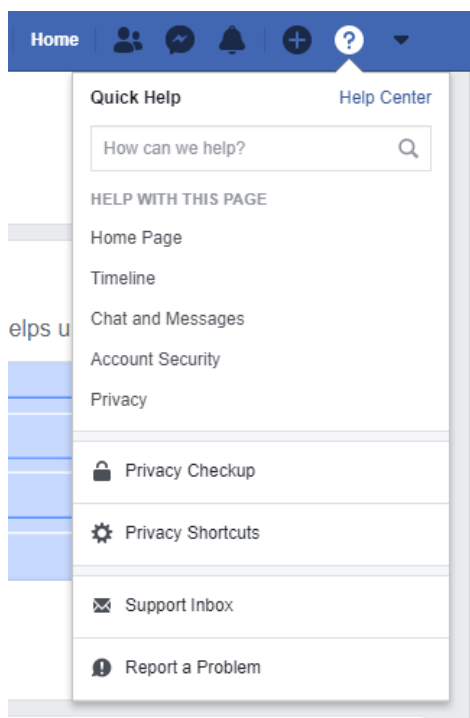 Home
Quick Help
Help Center
How can we help?
HELP WITH THIS PAGE
Home Page
Timeline
elps u
Chat and Messages
Account Security
Privacy
Privacy Checkup
Privacy Shortcuts
Support Inbox
Report a Problem